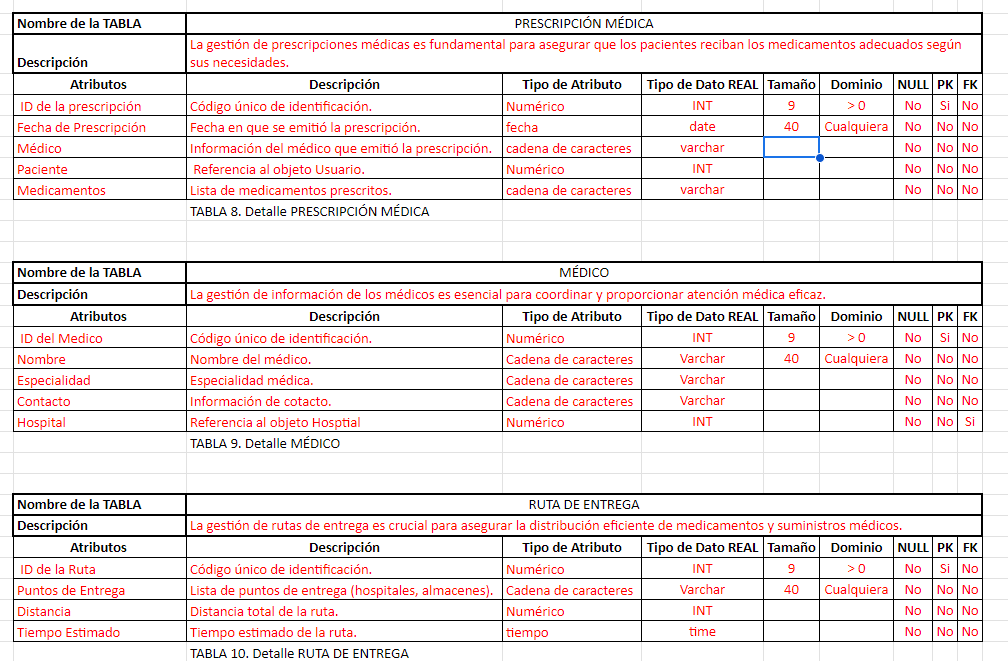 Nombre de la TABLA PRESCRIPCIÓN MÉDICA
Descripción La gestión de prescripciones médicas es fundamental para asegurar que los pacientes reciban los medicamentos adecuados según
sus necesidades.
Atributos Descripción Tipo de Atributo Tipo de Dato REAL Tamaño Dominio NULL PK FK
ID de la prescripción Código único de identificación. Numérico INT 9 > 0 No Si No
Fecha de Prescripción Fecha en que se emitió la prescripción. fecha date 40 Cualquiera No No No
Médico Información del médico que emitió la prescripción. cadena de caracteres varchar No No No
Paciente Referencia al objeto Usuario. Numérico INT No No No
Medicamentos Lista de medicamentos prescritos. cadena de caracteres varchar No No No
TABLA 8. Detalle PRESCRIPCIÓN MÉDICA
Nombre de la TABLA MÉDICO
Descripción La gestión de información de los médicos es esencial para coordinar y proporcionar atención médica eficaz.
Atributos Descripción Tipo de Atributo Tipo de Dato REAL Tamaño Dominio NULL PK FK
ID del Medico Código único de identificación. Numérico INT 9 > 0 No Si No
Nombre Nombre del médico. Cadena de caracteres Varchar 40 Cualquiera No No No
Especialidad Especialidad médica. Cadena de caracteres Varchar No No No
Contacto Información de cotacto. Cadena de caracteres Varchar No No No
Hospital Referencia al objeto Hosptial Numérico INT No No Si
TABLA 9. Detalle MÉDICO
Nombre de la TABLA RUTA DE ENTREGA
Descripción La gestión de rutas de entrega es crucial para asegurar la distribución eficiente de medicamentos y suministros médicos.
Atributos Descripción Tipo de Atributo Tipo de Dato REAL Tamaño Dominio NULL PK FK
ID de la Ruta Código único de identificación. Numérico INT 9 > 0 No Si No
Puntos de Entrega Lista de puntos de entrega (hospitales, almacenes). Cadena de caracteres Varchar 40 Cualquiera No No No
Distancia Distancia total de la ruta. Numérico INT No No No
Tiempo Estimado Tiempo estimado de la ruta. tiempo time No No No
TABLA 10. Detalle RUTA DE ENTREGA